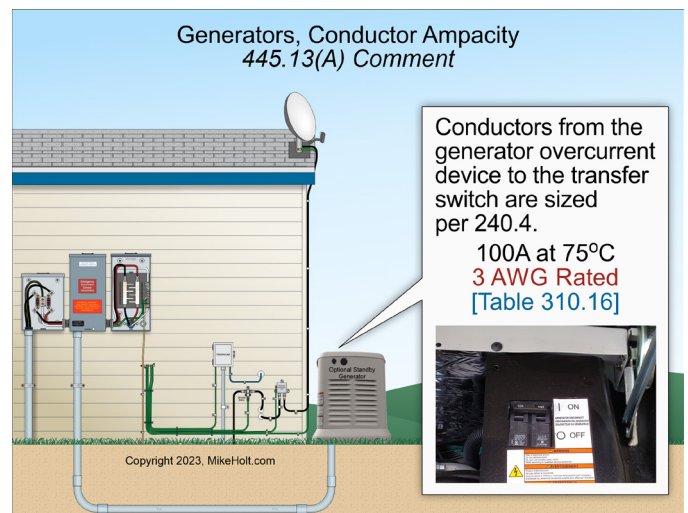 Generators, Conductor Ampacity
445.13(A) Comment
Conductors from the
generator overcurrent
device to the transfer
switch are sized
per 240.4.
100A at 75ºC
3 AWG Rated
[Table 310.16]
Optional Standby
Generator
ON
OFF
Copyright 2023, MikeHolt.com